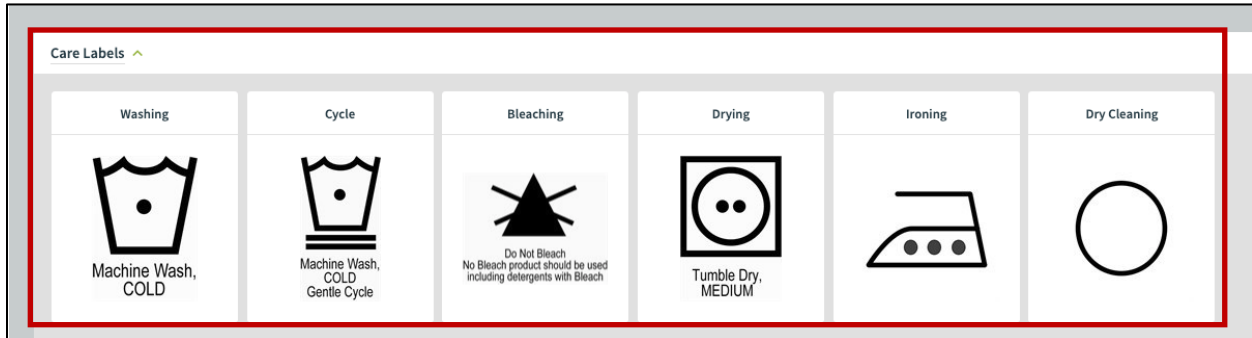 Care Labels
Washing
Cycle
Bleaching
Drying
Ironing
Dry Cleaning
Machine Wash,
COLD
Machine Wash,
COLD
Gentle Cycle
Do Not Bleach
No Bleach product should be used
including detergents with Bleach
Tumble Dry,
MEDIUM